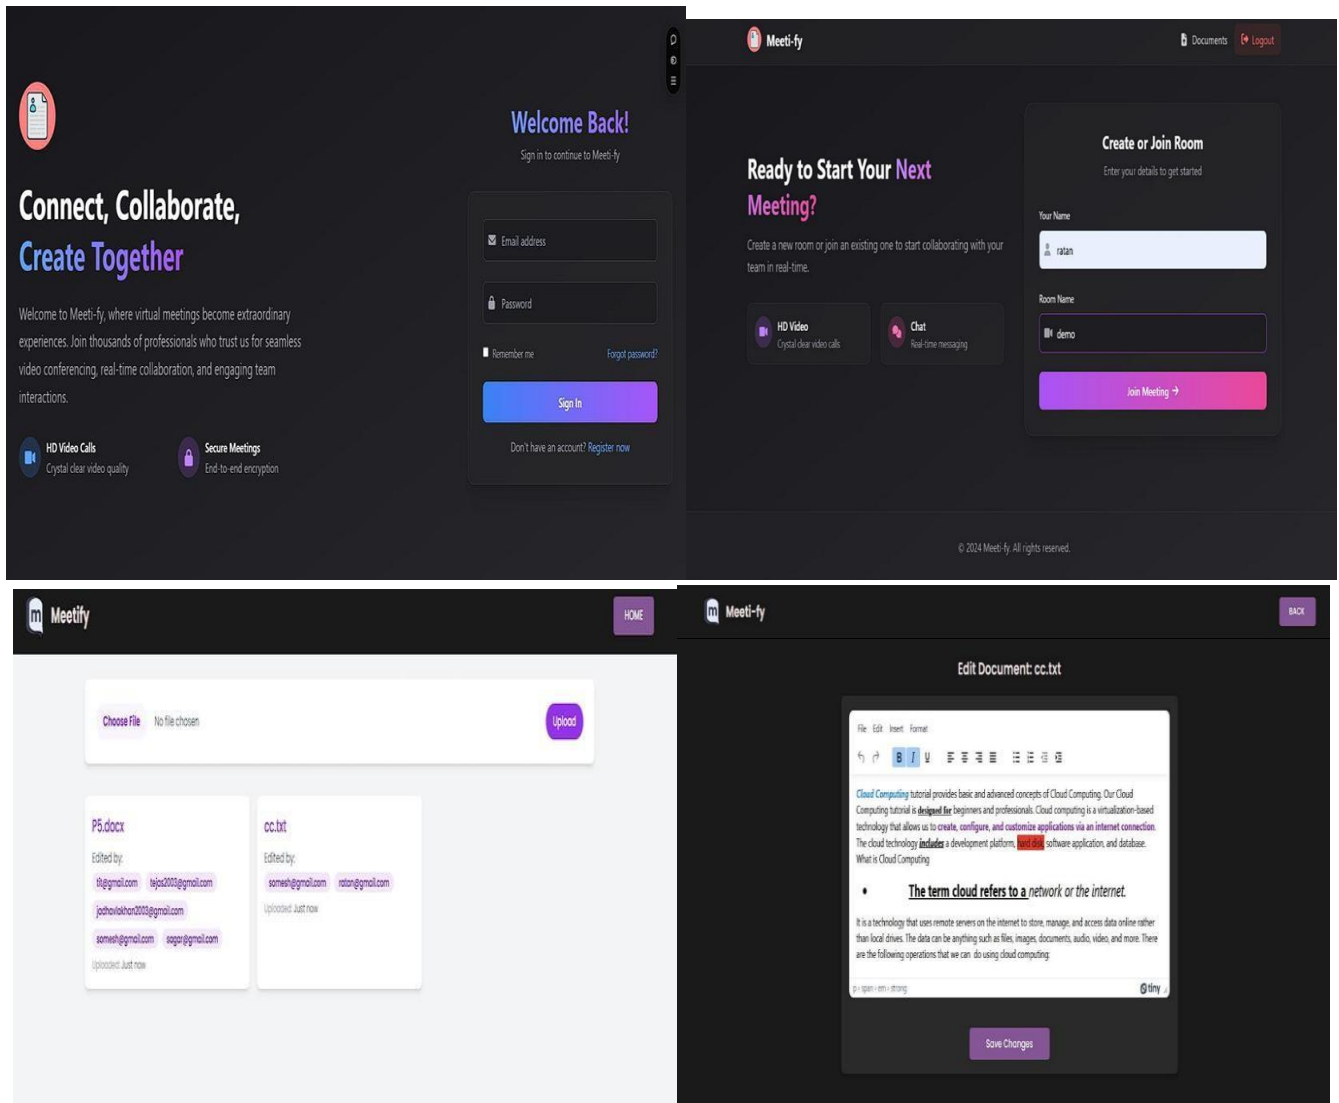 Welcome Back!
Sign in to continue to Meeti-fy
Connect, Collaborate,
Create Together
Welcome to Meeti-fy, where virtual meetings become extraordinary
experiences. Join thousands of professionals who trust us for seamless
video conferencing, real-time collaboration, and engaging team
interactions.
HD Video Calls
Crystal clear video quality
Secure Meetings
End-to-end encryption
Email address
Password
Remember me
Forgot password?
Sign In
Don't have an account? Register now
Meeti-fy
Documents
Logout
Ready to Start Your Next
Meeting?
Create a new room or join an existing one to start collaborating with your
team in real-time.
HD Video
Crystal clear video calls
Chat
Real-time messaging
Create or Join Room
Enter your details to get started
Your Name
ratan
Room Name
demo
Join Meeting →
© 2024 Meeti-fy. All rights reserved.
m Meetify
HOME
Choose File No file chosen
Upload
P5.docx
Edited by:
tit@gmail.com tejas2003@gmail.com
jadhavlakhan2003@gmail.com
somesh@gmail.com sagar@gmail.com
Uploaded: Just now
cc.txt
Edited by:
somesh@gmail.com ratan@gmail.com
Uploaded: Just now
m Meeti-fy
BACK
Edit Document: cc.txt
File Edit Insert Format
B I U
Cloud Computing tutorial provides basic and advanced concepts of Cloud Computing. Our Cloud
Computing tutorial is designed for beginners and professionals. Cloud computing is a virtualization-based
technology that allows us to create, configure, and customize applications via an internet connection.
The cloud technology includes a development platform, hard disk, software application, and database.
What is Cloud Computing
• The term cloud refers to a network or the internet.
It is a technology that uses remote servers on the internet to store, manage, and access data online rather
than local drives. The data can be anything such as files, images, documents, audio, video, and more. There
are the following operations that we can do using cloud computing:
p › span › em › strong
tiny
Save Changes